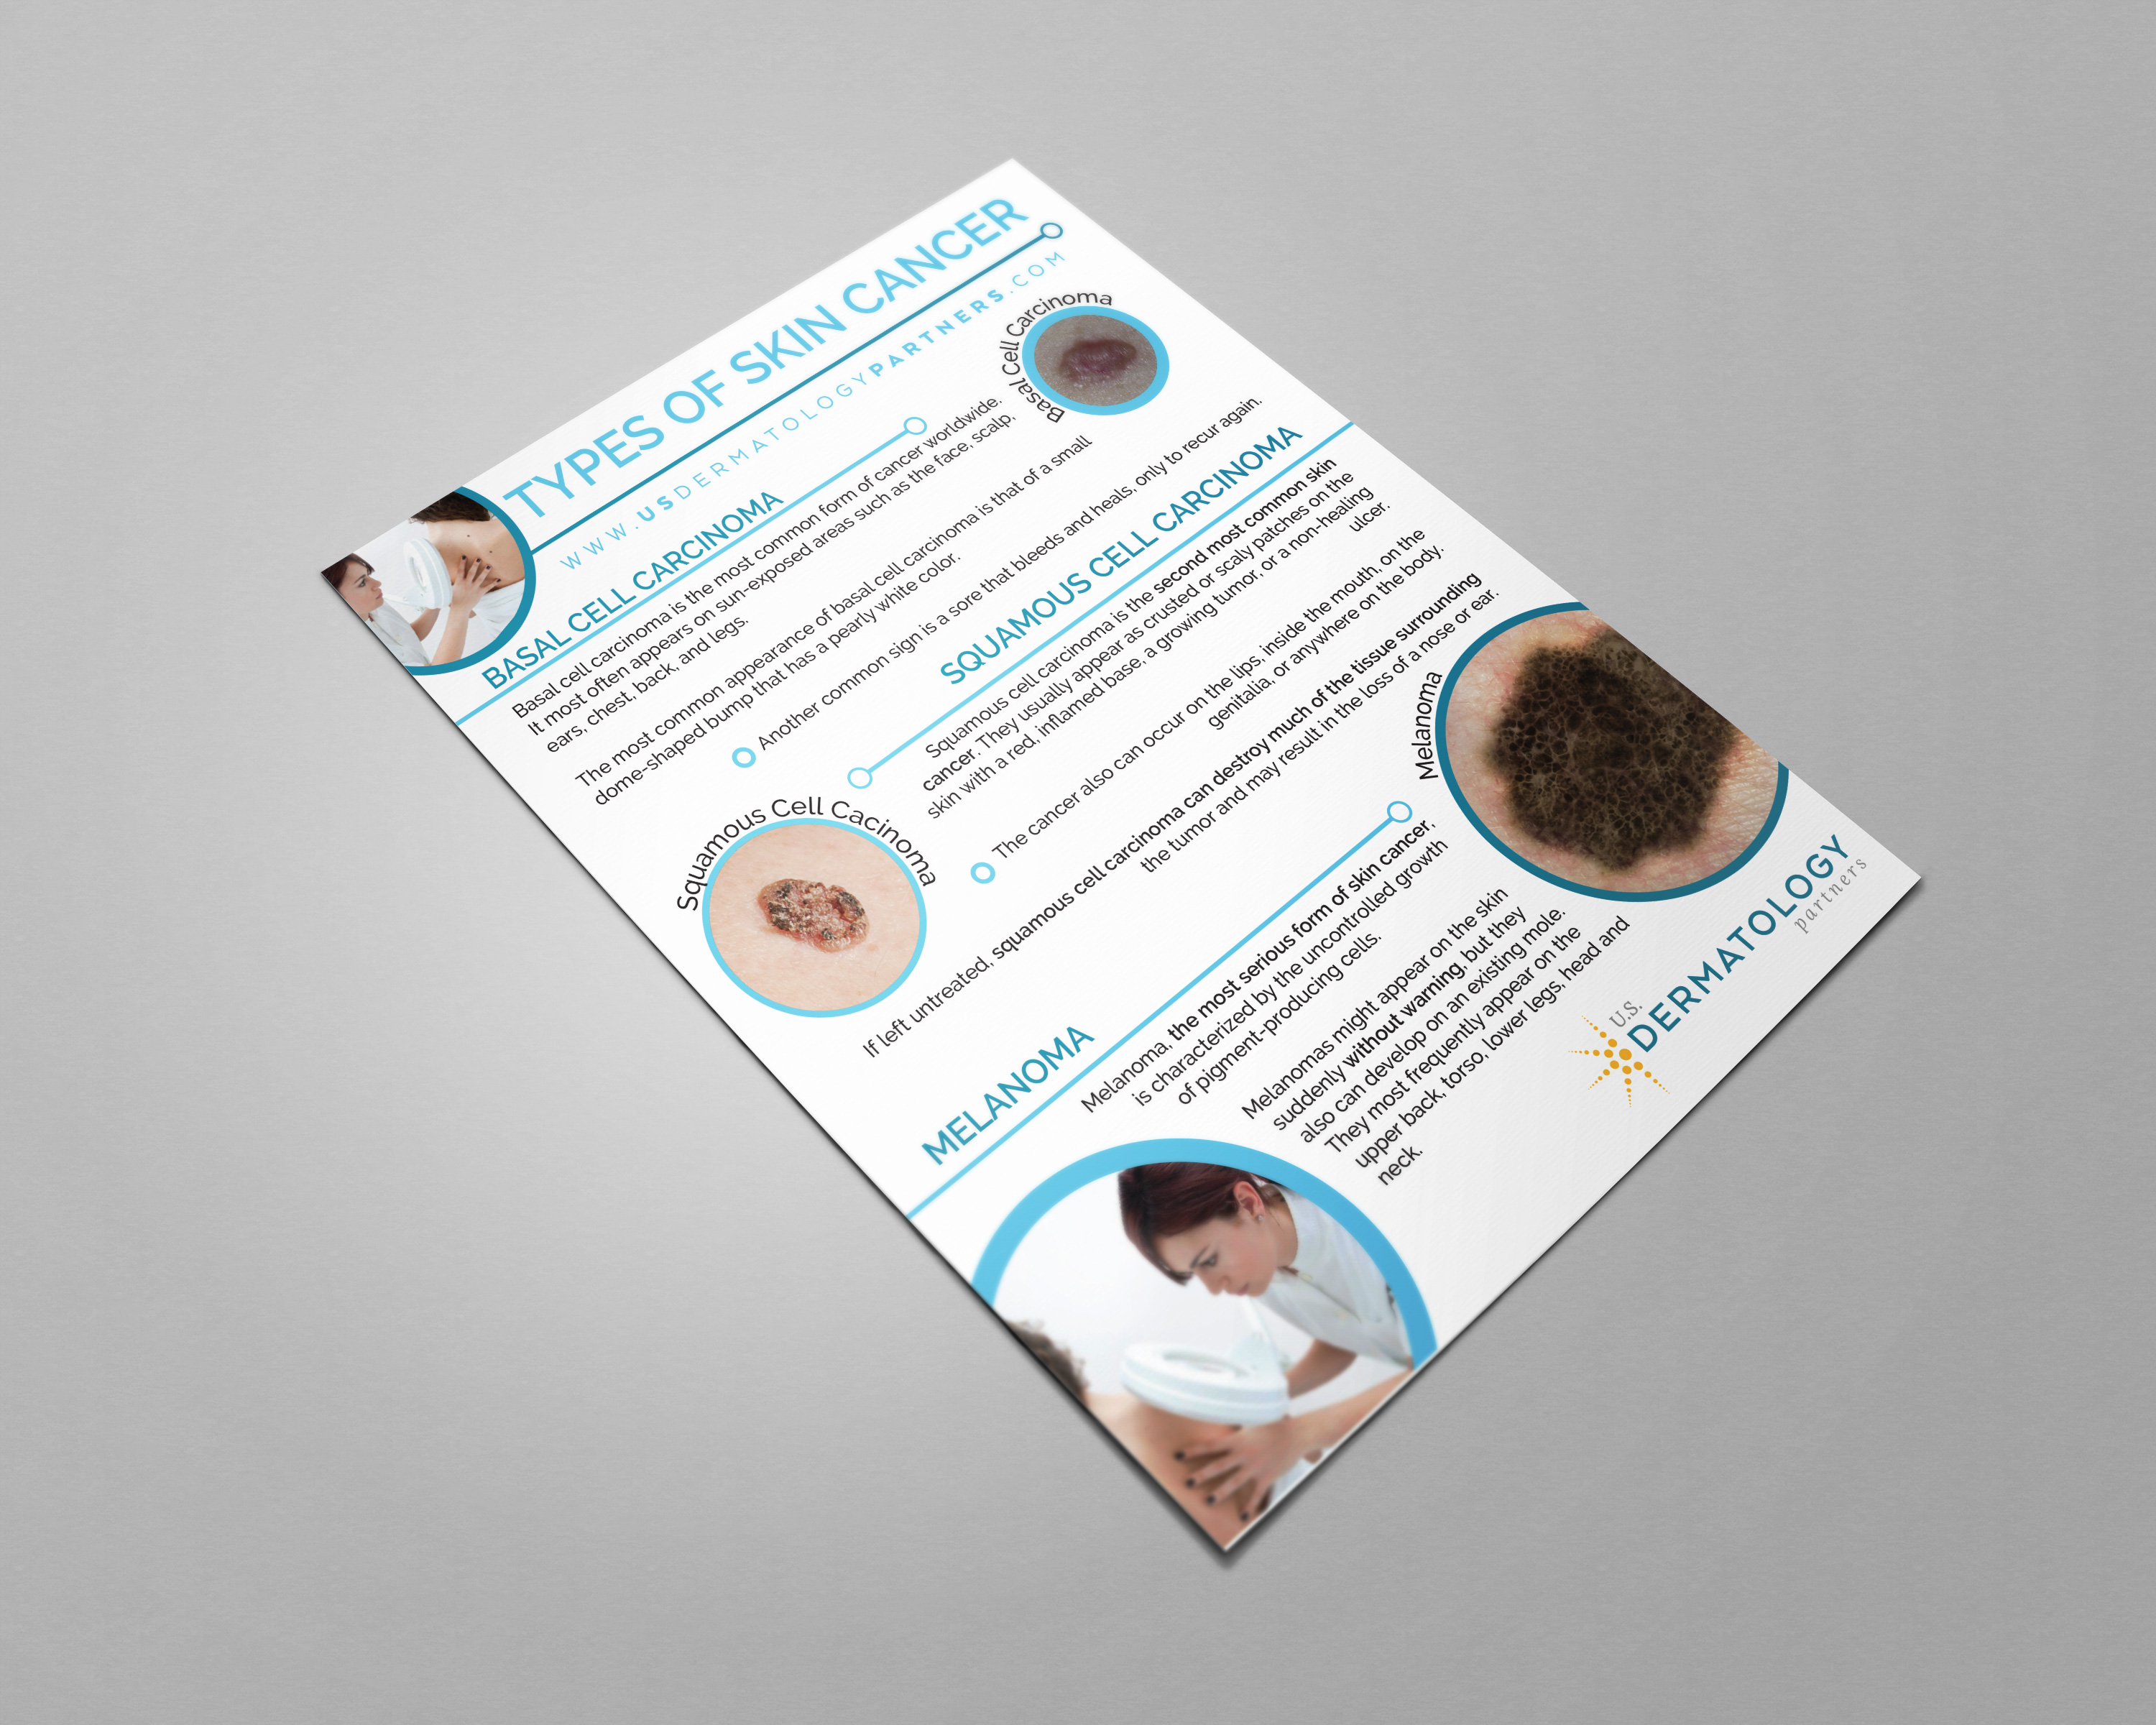 TYPES OF SKIN CANCER
WWW.USDERMATOLOGYPARTNERS.COM
Basal Cell Carcinoma
BASAL CELL CARCINOMA
Basal cell carcinoma is the most common form of cancer worldwide.
It most often appears on sun-exposed areas such as the face, scalp,
ears, chest, back, and legs.
The most common appearance of basal cell carcinoma is that of a small
dome-shaped bump that has a pearly white color.
Another common sign is a sore that bleeds and heals, only to recur again.
SQUAMOUS CELL CARCINOMA
Squamous cell carcinoma is the second most common skin
cancer. They usually appear as crusted or scaly patches on the
skin with a red, inflamed base, a growing tumor, or a non-healing
ulcer.
Squamous Cell Cacinoma
The cancer also can occur on the lips, inside the mouth, on the
genitalia, or anywhere on the body.
If left untreated, squamous cell carcinoma can destroy much of the tissue surrounding
the tumor and may result in the loss of a nose or ear.
Melanoma
MELANOMA
Melanoma, the most serious form of skin cancer,
is characterized by the uncontrolled growth
of pigment-producing cells.
Melanomas might appear on the skin
suddenly without warning, but they
also can develop on an existing mole.
They most frequently appear on the
upper back, torso, lower legs, head and
neck.
U.S.
DERMATOLOGY
partners